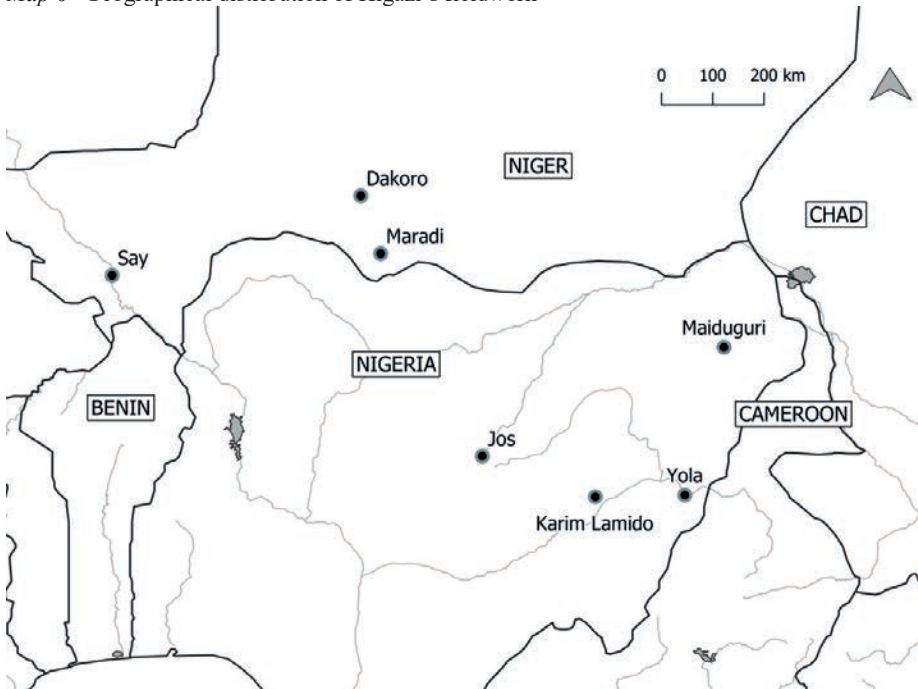 0 100 200 km
NIGER
Dakoro
CHAD
Maradi
Say
Maiduguri
NIGERIA
BENIN
CAMEROON
Jos
Yola
Karim Lamido